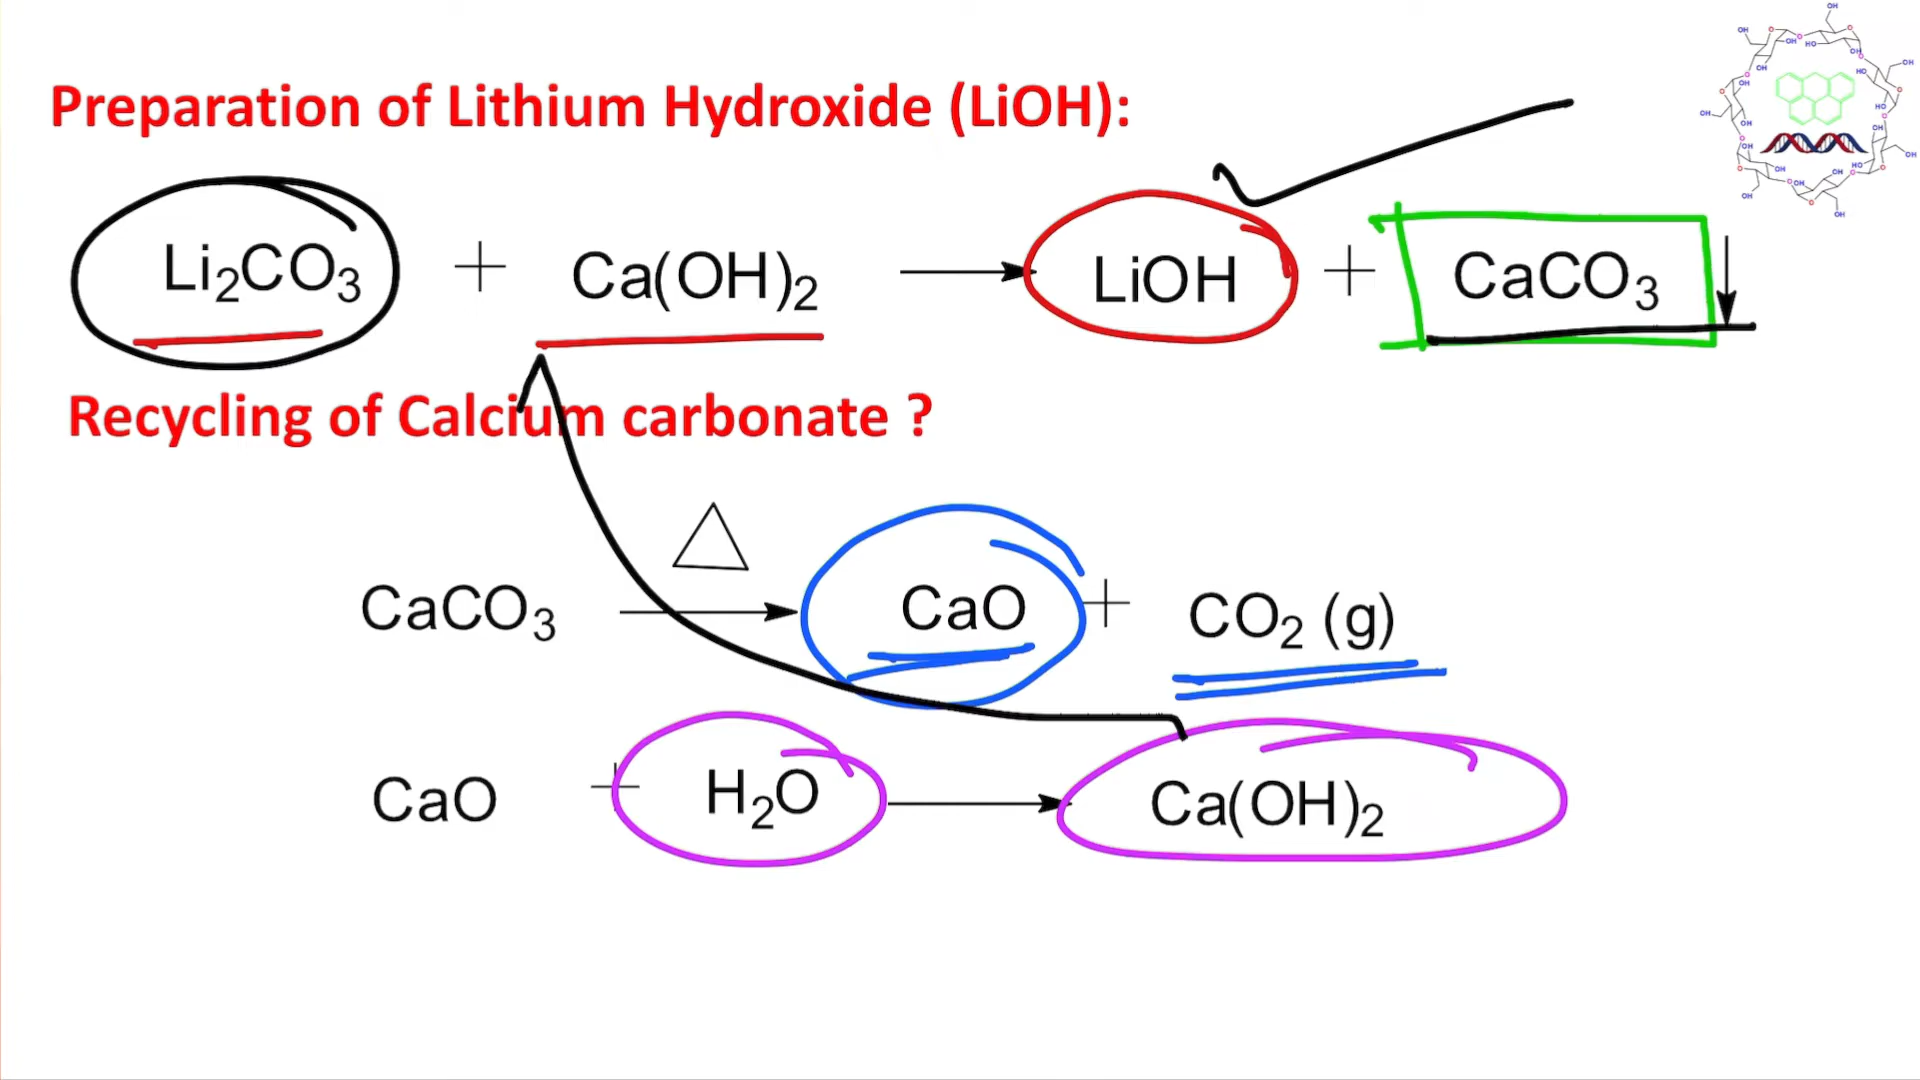 Preparation of Lithium Hydroxide (LiOH):
Li₂CO₃ + Ca(OH)₂ → LiOH + CaCO₃ ↓
Recycling of Calcium carbonate ?
△
CaCO₃ → CaO + CO₂ (g)
CaO + H₂O → Ca(OH)₂